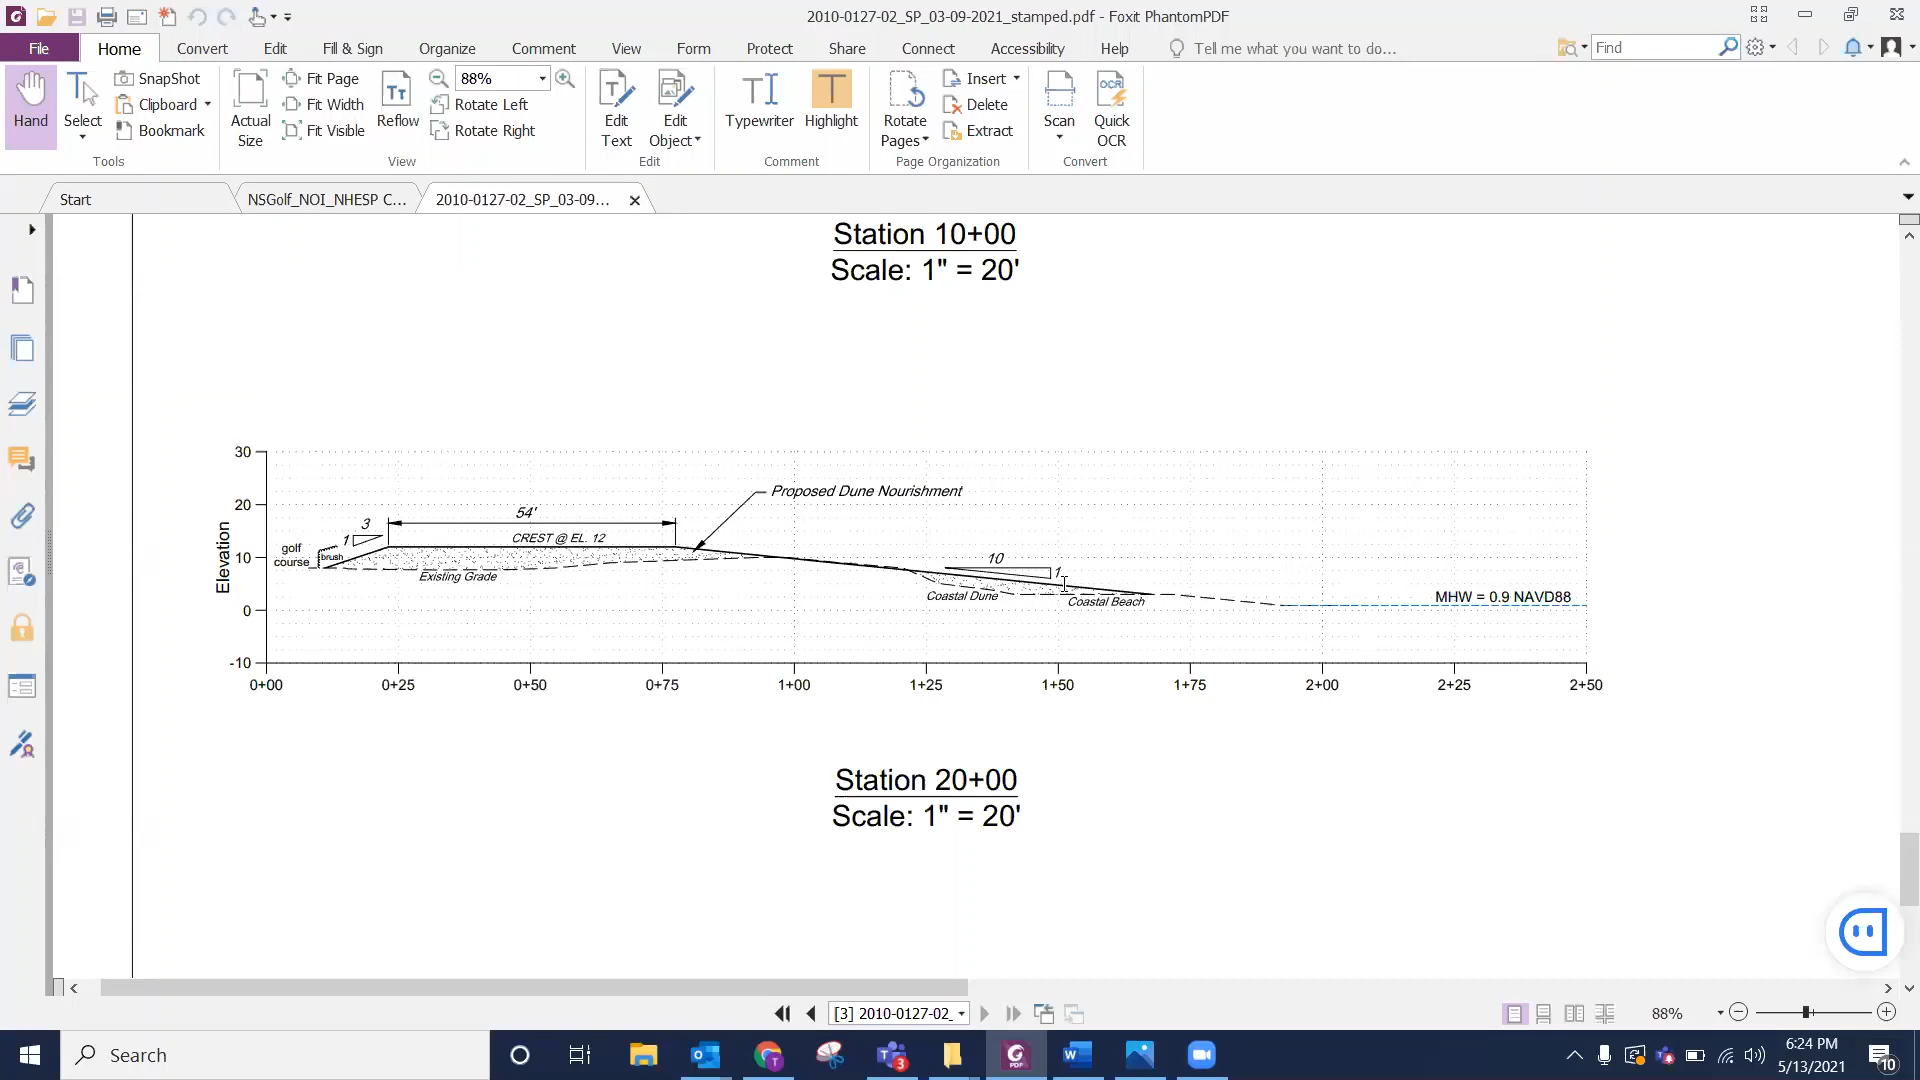 2010-0127-02_SP_03-09-2021_stamped.pdf - Foxit PhantomPDF
File Home Convert Edit Fill & Sign Organize Comment View Form Protect Share Connect Accessibility Help Tell me what you want to do... Find
Hand
Select
SnapShot
Clipboard
Bookmark
Tools
Actual Size
Fit Page
Fit Width
Fit Visible
Reflow
88%
Rotate Left
Rotate Right
View
Edit Text
Edit Object
Edit
Typewriter
Highlight
Comment
Rotate Pages
Insert
Delete
Extract
Page Organization
Scan
OCR
Quick OCR
Convert
Start
NSGolf_NOI_NHESP C...
2010-0127-02_SP_03-09...
Station 10+00
Scale: 1" = 20'
Elevation
30
20
10
0
-10
golf course
brush
1
3
54'
CREST @ EL. 12
Existing Grade
Proposed Dune Nourishment
10
1
Coastal Dune
Coastal Beach
MHW = 0.9 NAVD88
0+00 0+25 0+50 0+75 1+00 1+25 1+50 1+75 2+00 2+25 2+50
Station 20+00
Scale: 1" = 20'
[3] 2010-0127-02_
88%
Search
T
3
PDF
6:24 PM
5/13/2021
10